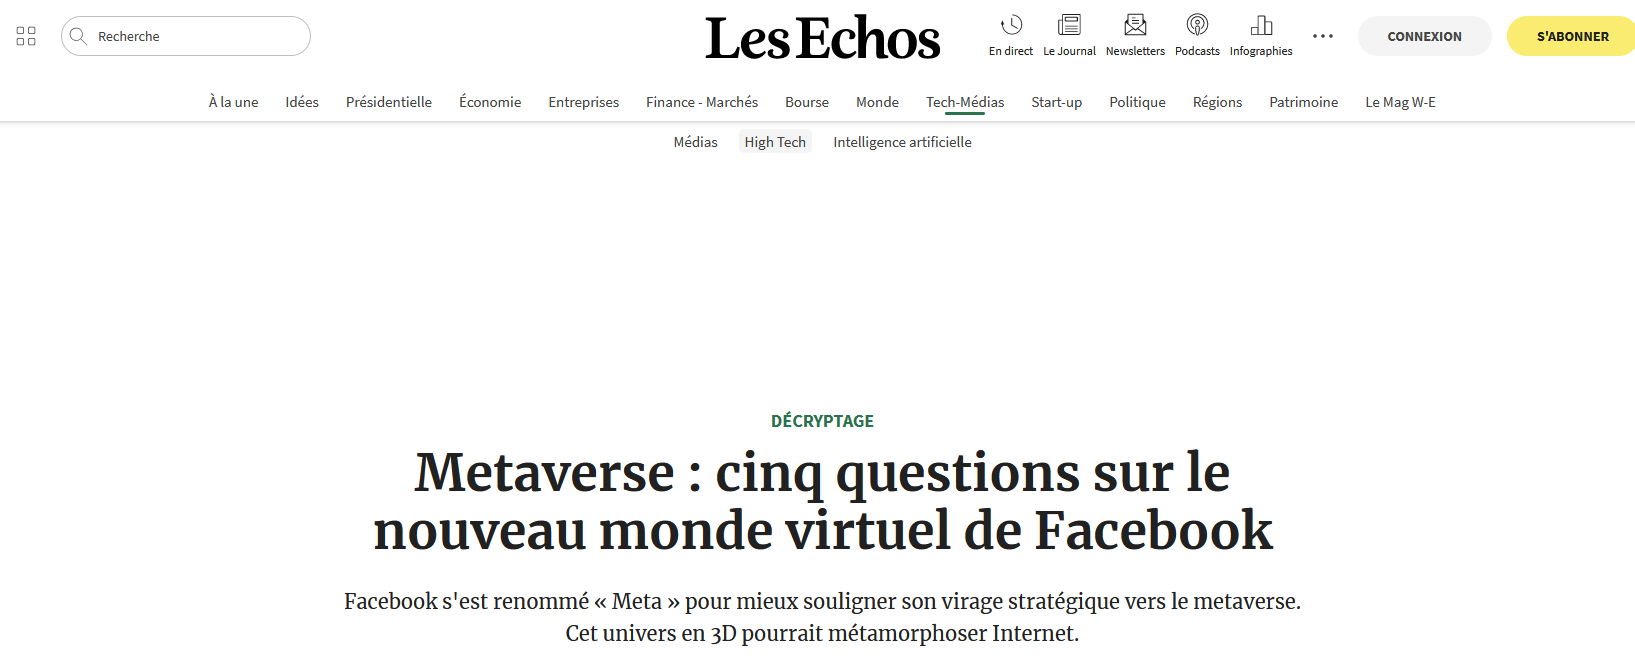 Recherche
Les Echos
En direct Le Journal Newsletters Podcasts Infographies
CONNEXION
S'ABONNER
À la une Idées Présidentielle Économie Entreprises Finance - Marchés Bourse Monde Tech-Médias Start-up Politique Régions Patrimoine Le Mag W-E
Médias High Tech Intelligence artificielle
DÉCRYPTAGE
Metaverse : cinq questions sur le
nouveau monde virtuel de Facebook
Facebook s'est renommé « Meta » pour mieux souligner son virage stratégique vers le metaverse.
Cet univers en 3D pourrait métamorphoser Internet.